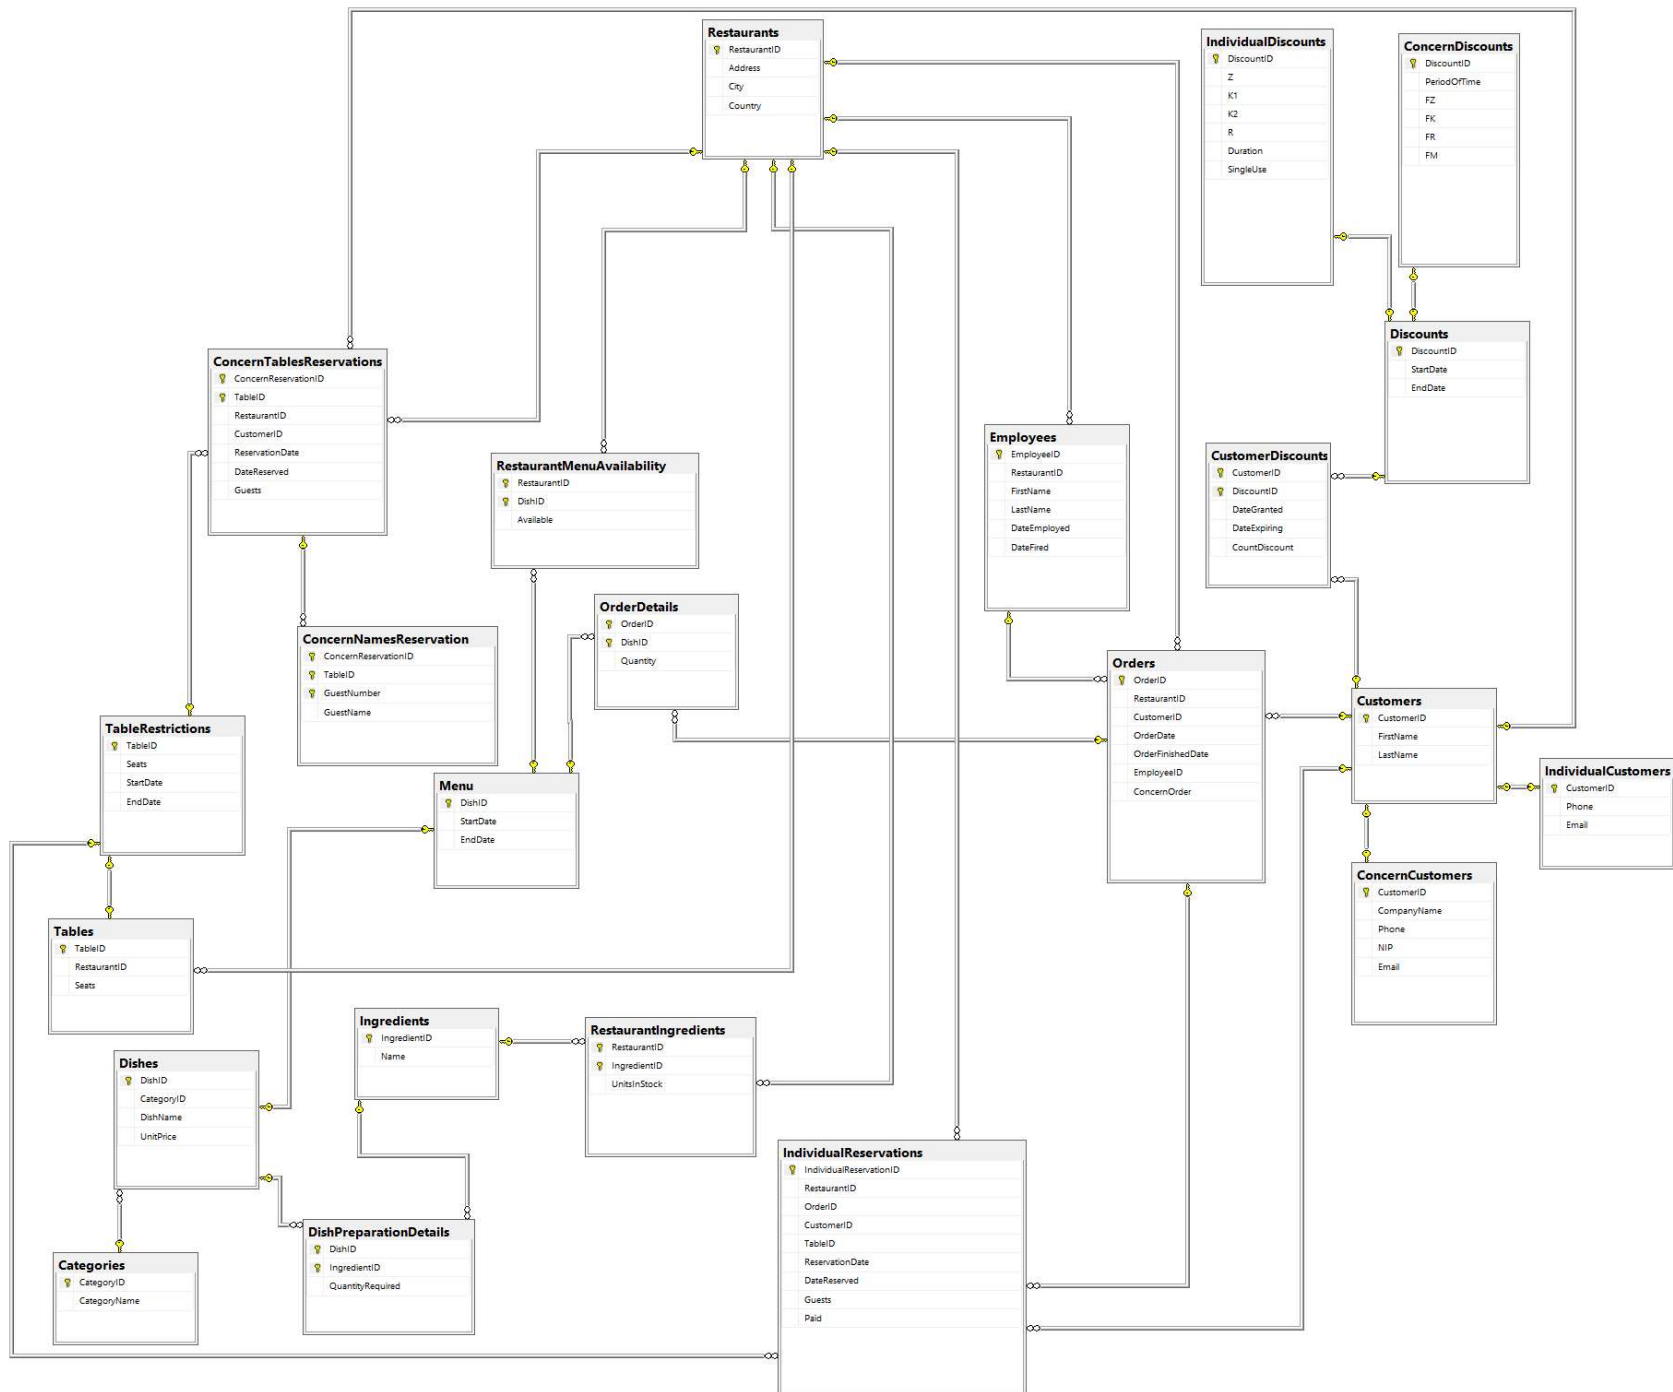 Restaurants
RestaurantID
Address
City
Country
IndividualDiscounts
DiscountID
Z
K1
K2
R
Duration
SingleUse
ConcernDiscounts
DiscountID
PeriodOfTime
FZ
FK
FR
FM
Discounts
DiscountID
StartDate
EndDate
ConcernTablesReservations
ConcernReservationID
TableID
RestaurantID
CustomerID
ReservationDate
DateReserved
Guests
RestaurantMenuAvailability
RestaurantID
DishID
Available
Employees
EmployeeID
RestaurantID
FirstName
LastName
DateEmployed
DateFired
CustomerDiscounts
CustomerID
DiscountID
DateGranted
DateExpiring
CountDiscount
OrderDetails
OrderID
DishID
Quantity
ConcernNamesReservation
ConcernReservationID
TableID
GuestNumber
GuestName
Orders
OrderID
RestaurantID
CustomerID
OrderDate
OrderFinishedDate
EmployeeID
ConcernOrder
Customers
CustomerID
FirstName
LastName
TableRestrictions
TableID
Seats
StartDate
EndDate
Menu
DishID
StartDate
EndDate
IndividualCustomers
CustomerID
Phone
Email
ConcernCustomers
CustomerID
CompanyName
Phone
NIP
Email
Tables
TableID
RestaurantID
Seats
Ingredients
IngredientID
Name
RestaurantIngredients
RestaurantID
IngredientID
UnitsInStock
Dishes
DishID
CategoryID
DishName
UnitPrice
IndividualReservations
IndividualReservationID
RestaurantID
OrderID
CustomerID
TableID
ReservationDate
DateReserved
Guests
Paid
DishPreparationDetails
DishID
IngredientID
QuantityRequired
Categories
CategoryID
CategoryName